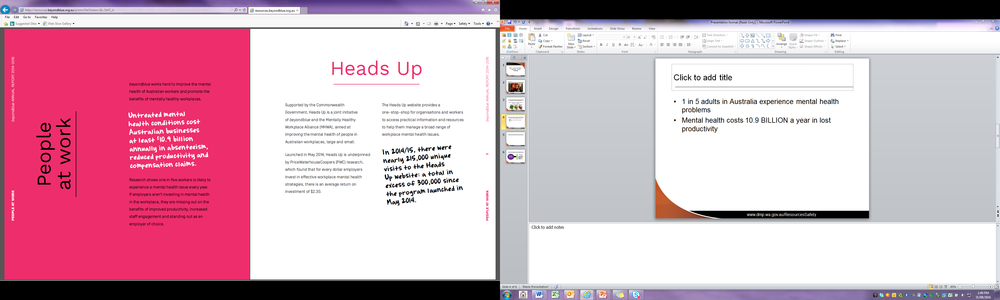 http://resources.beyondblue.org.au/prism/file?token=BL/1647_A
resources.beyondblue.org.au
File Edit Go to Favorites Help
Suggested Sites Web Slice Gallery
Page Safety Tools
beyondblue ANNUAL REPORT 2014–2015
PEOPLE AT WORK
People
at work
beyondblue works hard to improve the mental
health of Australian workers and promote the
benefits of mentally healthy workplaces.
Untreated mental
health conditions cost
Australian businesses
at least $10.9 billion
annually in absenteeism,
reduced productivity and
compensation claims.
Research shows one in five workers is likely to
experience a mental health issue every year.
If employers aren't investing in mental health
in the workplace, they are missing out on the
benefits of improved productivity, increased
staff engagement and standing out as an
employer of choice.
Heads Up
Supported by the Commonwealth
Government, Heads Up is a joint initiative
of beyondblue and the Mentally Healthy
Workplace Alliance (MHWA), aimed at
improving the mental health of people in
Australian workplaces, large and small.
Launched in May 2014, Heads Up is underpinned
by PriceWaterhouseCoopers (PWC) research,
which found that for every dollar employers
invest in effective workplace mental health
strategies, there is an average return on
investment of $2.30.
The Heads Up website provides a
one-stop-shop for organisations and workers
to access practical information and resources
to help them manage a broad range of
workplace mental health issues.
In 2014/15, there were
nearly 215,000 unique
visits to the Heads
Up website: a total in
excess of 300,000 since
the program launched in
May 2014.
beyondblue ANNUAL REPORT 2014–2015
1
PEOPLE AT WORK
Presentation format [Read-Only] - Microsoft PowerPoint
File Home Insert Design Transitions Animations Slide Show Review View
OurDocs
Paste
Cut
Copy
Format Painter
Clipboard
New
Slide
Layout
Reset
Section
Slides
28
Font
Text Direction
Align Text
Convert to SmartArt
Paragraph
Arrange
Quick
Styles
Shape Fill
Shape Outline
Shape Effects
Drawing
Find
Replace
Select
Editing
1
2
3
4
5
6
Click to add title
• 1 in 5 adults in Australia experience mental health
problems
• Mental health costs 10.9 BILLION a year in lost
productivity
www.dmp.wa.gov.au/ResourcesSafety
Click to add notes
Slide 4 of 6 "Blank Presentation" 85%
1:49 PM
31/08/2016